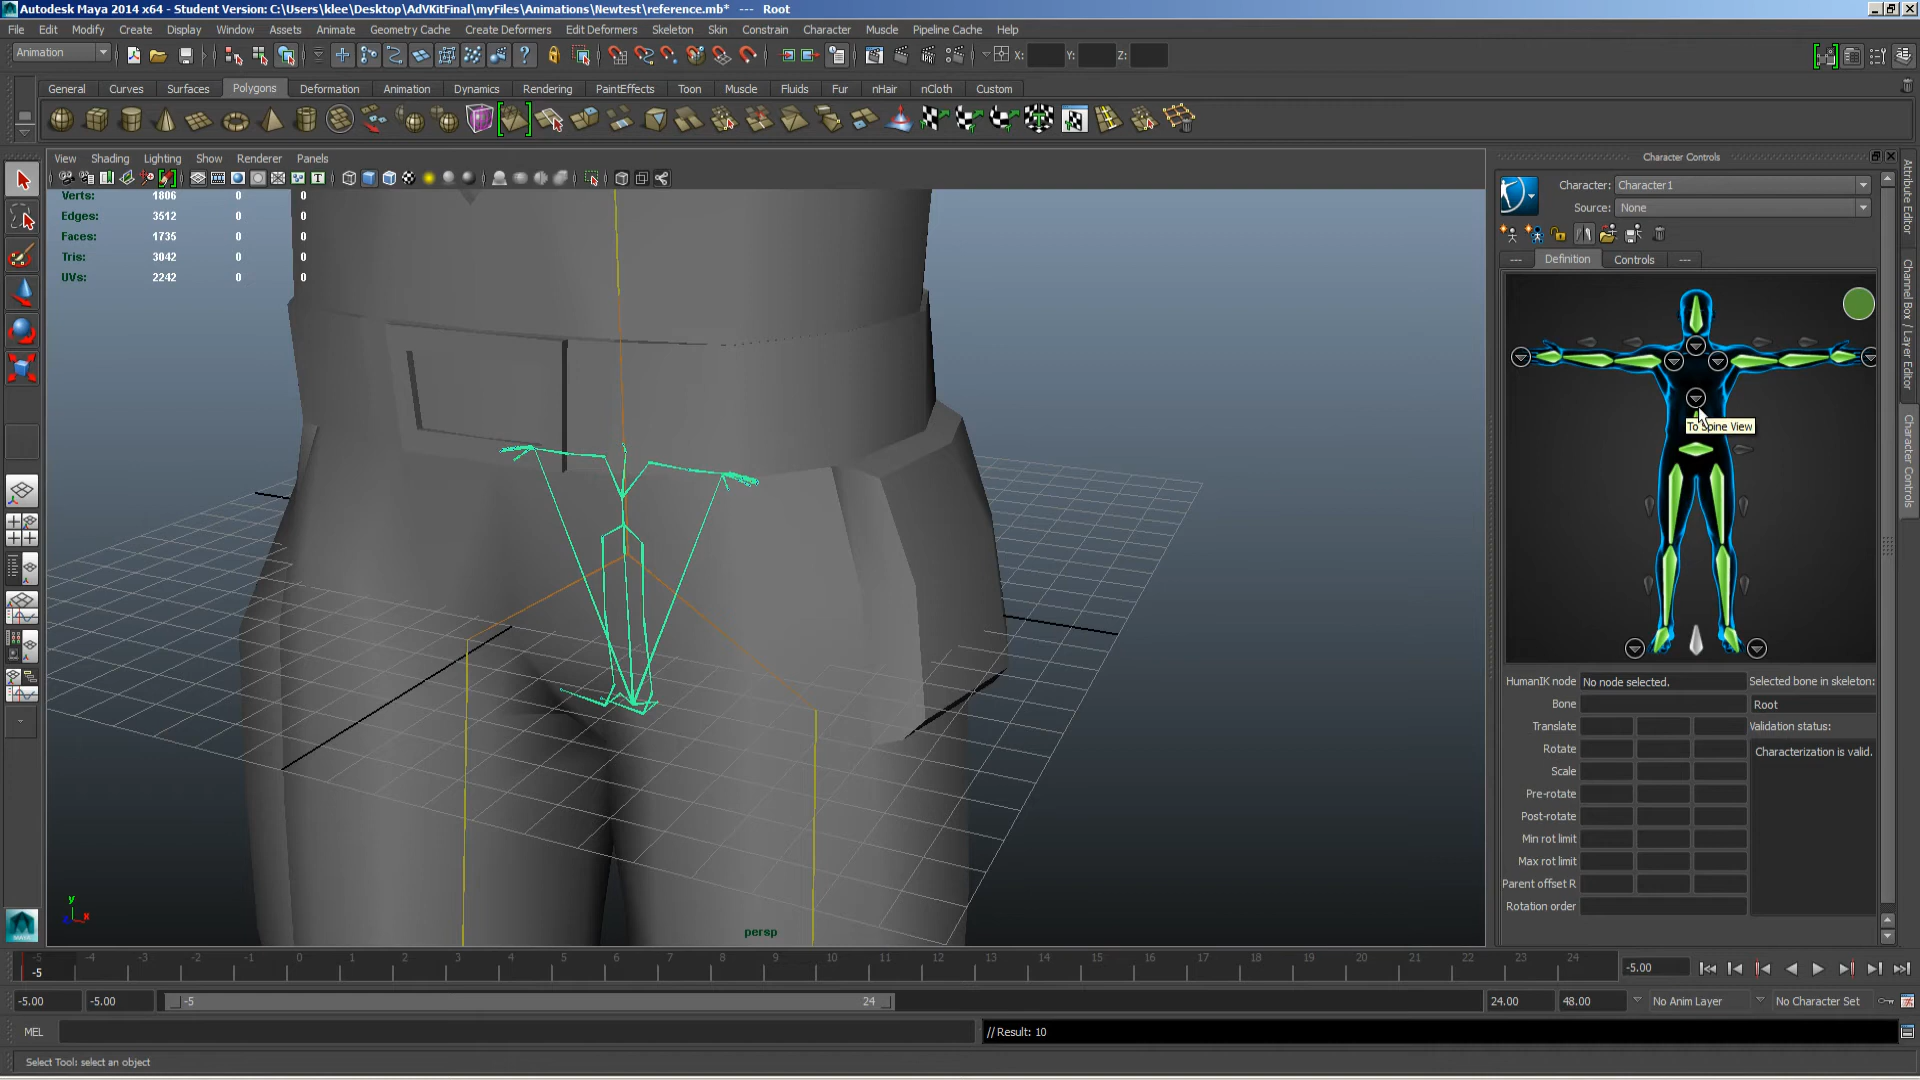 Autodesk Maya 2014 x64 - Student Version: C:\Users\klee\Desktop\AdVKitFinal\myFiles\Animations\Newtest\reference.mb* --- Root
File Edit Modify Create Display Window Assets Animate Geometry Cache Create Deformers Edit Deformers Skeleton Skin Constrain Character Muscle Pipeline Cache Help
Animation X: Y: Z:
General Curves Surfaces Polygons Deformation Animation Dynamics Rendering PaintEffects Toon Muscle Fluids Fur nHair nCloth Custom
View Shading Lighting Show Renderer Panels
Verts: 1806 0 0
Edges: 3512 0 0
Faces: 1735 0 0
Tris: 3042 0 0
UVs: 2242 0 0
y
x
persp
Character Controls
Character: Character1
Source: None
--- Definition Controls ---
To Spine View
HumanIK node No node selected. Selected bone in skeleton:
Bone Root
Translate Validation status:
Rotate Characterization is valid.
Scale
Pre-rotate
Post-rotate
Min rot limit
Max rot limit
Parent offset R
Rotation order
Attribute Editor
Channel Box / Layer Editor
Character Controls
-5 -4 -3 -2 -1 0 1 2 3 4 5 6 7 8 9 10 11 12 13 14 15 16 17 18 19 20 21 22 23 24
-5 -5.00
-5.00 -5.00 -5 24 24.00 48.00 No Anim Layer No Character Set
MEL // Result: 10
Select Tool: select an object